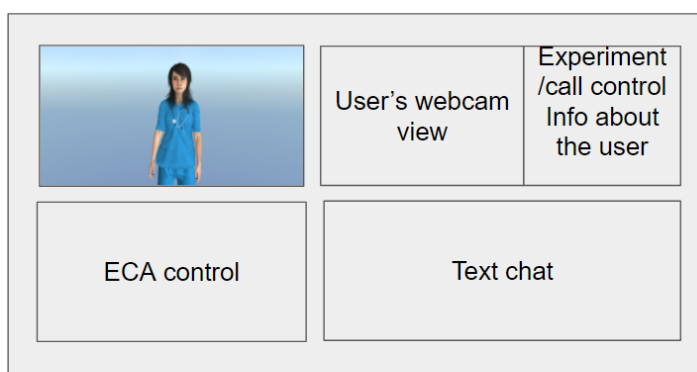 User's webcam
view
Experiment
/call control
Info about
the user
ECA control
Text chat